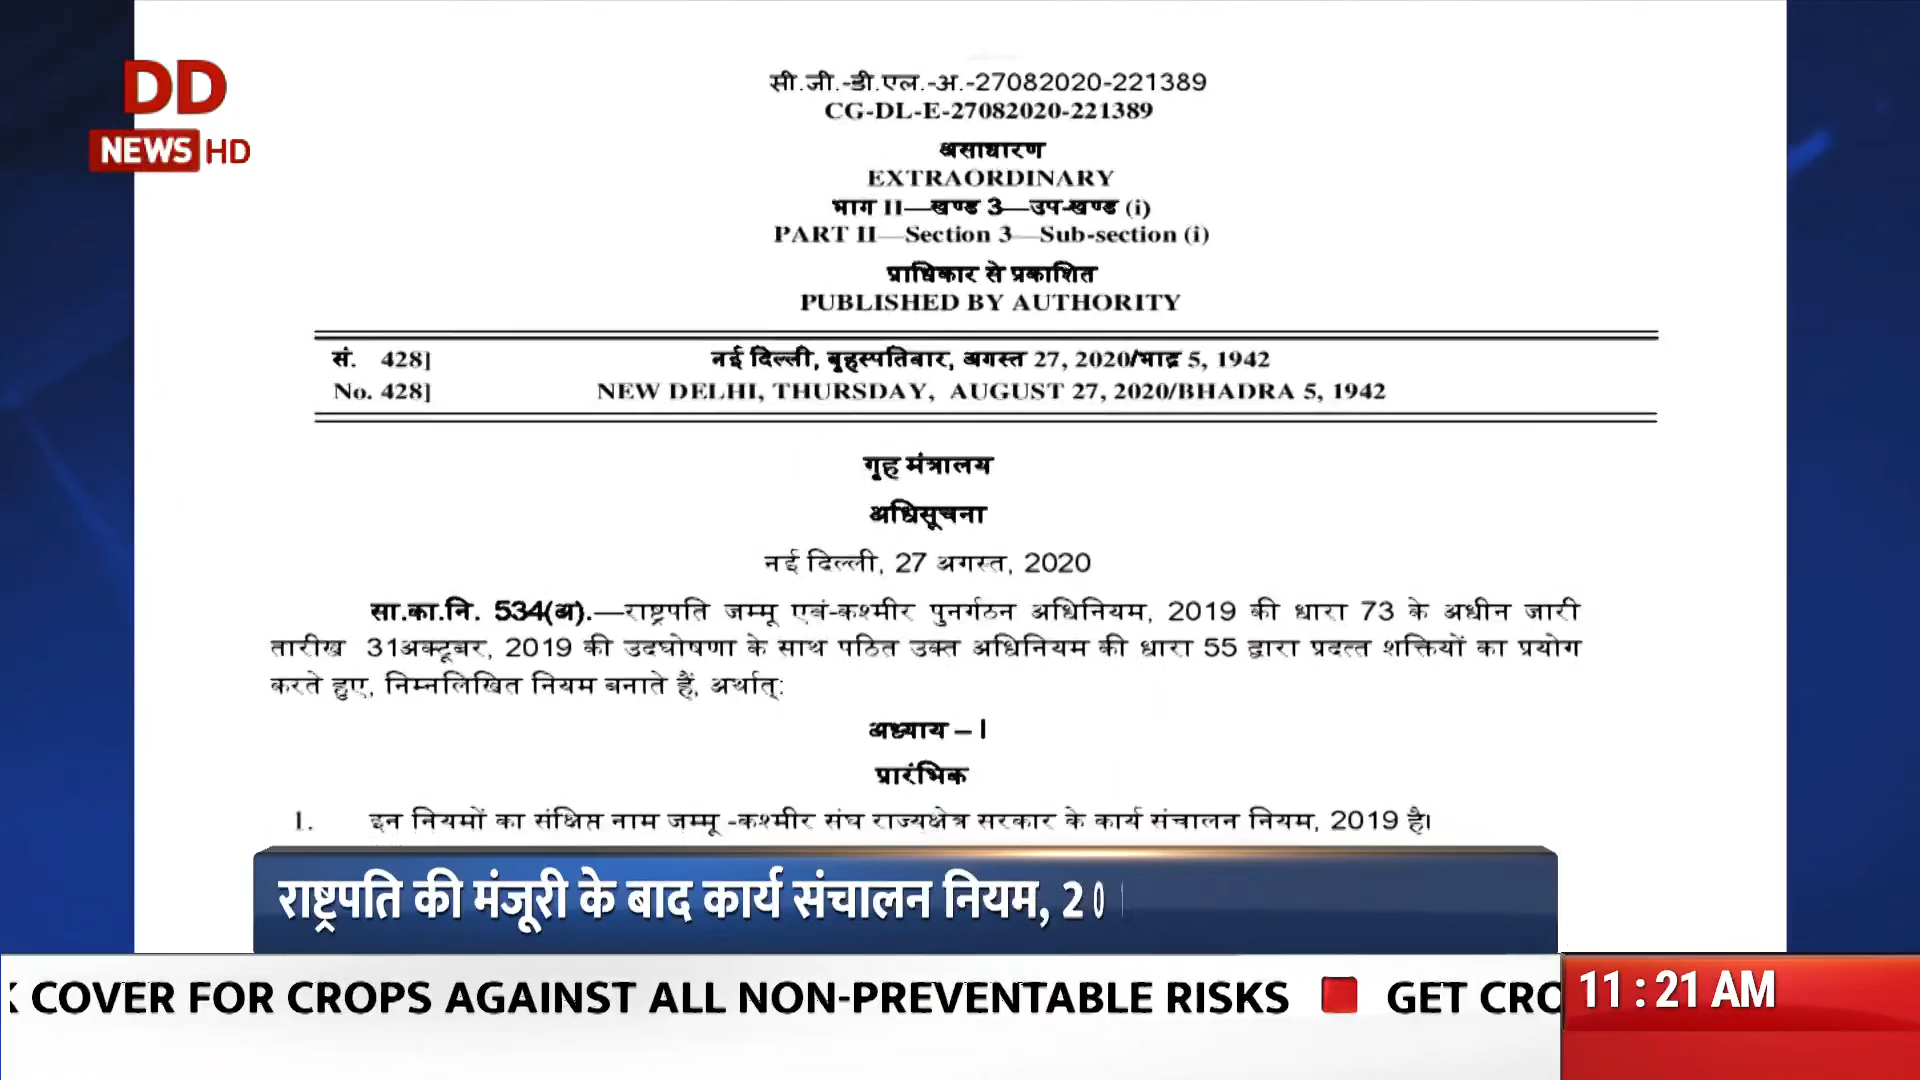 DD
NEWS HD
सी.जी.-डी.एल.-अ.-27082020-221389
CG-DL-E-27082020-221389
असाधारण
EXTRAORDINARY
भाग II—खण्ड 3—उप-खण्ड (i)
PART II—Section 3—Sub-section (i)
प्राधिकार से प्रकाशित
PUBLISHED BY AUTHORITY
सं. 428] नई दिल्ली, बृहस्पतिवार, अगस्त 27, 2020/भाद्र 5, 1942
No. 428] NEW DELHI, THURSDAY, AUGUST 27, 2020/BHADRA 5, 1942
गृह मंत्रालय
अधिसूचना
नई दिल्ली, 27 अगस्त, 2020
सा.का.नि. 534(अ).—राष्ट्रपति जम्मू एवं-कश्मीर पुनर्गठन अधिनियम, 2019 की धारा 73 के अधीन जारी
तारीख 31अक्टूबर, 2019 की उदघोषणा के साथ पठित उक्त अधिनियम की धारा 55 द्वारा प्रदत्त शक्तियों का प्रयोग
करते हुए, निम्नलिखित नियम बनाते हैं, अर्थात्:
अध्याय – I
प्रारंभिक
1. इन नियमों का संक्षिप्त नाम जम्मू -कश्मीर संघ राज्यक्षेत्र सरकार के कार्य संचालन नियम, 2019 है।
राष्ट्रपति की मंजूरी के बाद कार्य संचालन नियम, 20
COVER FOR CROPS AGAINST ALL NON-PREVENTABLE RISKS GET CRO
11 : 21 AM